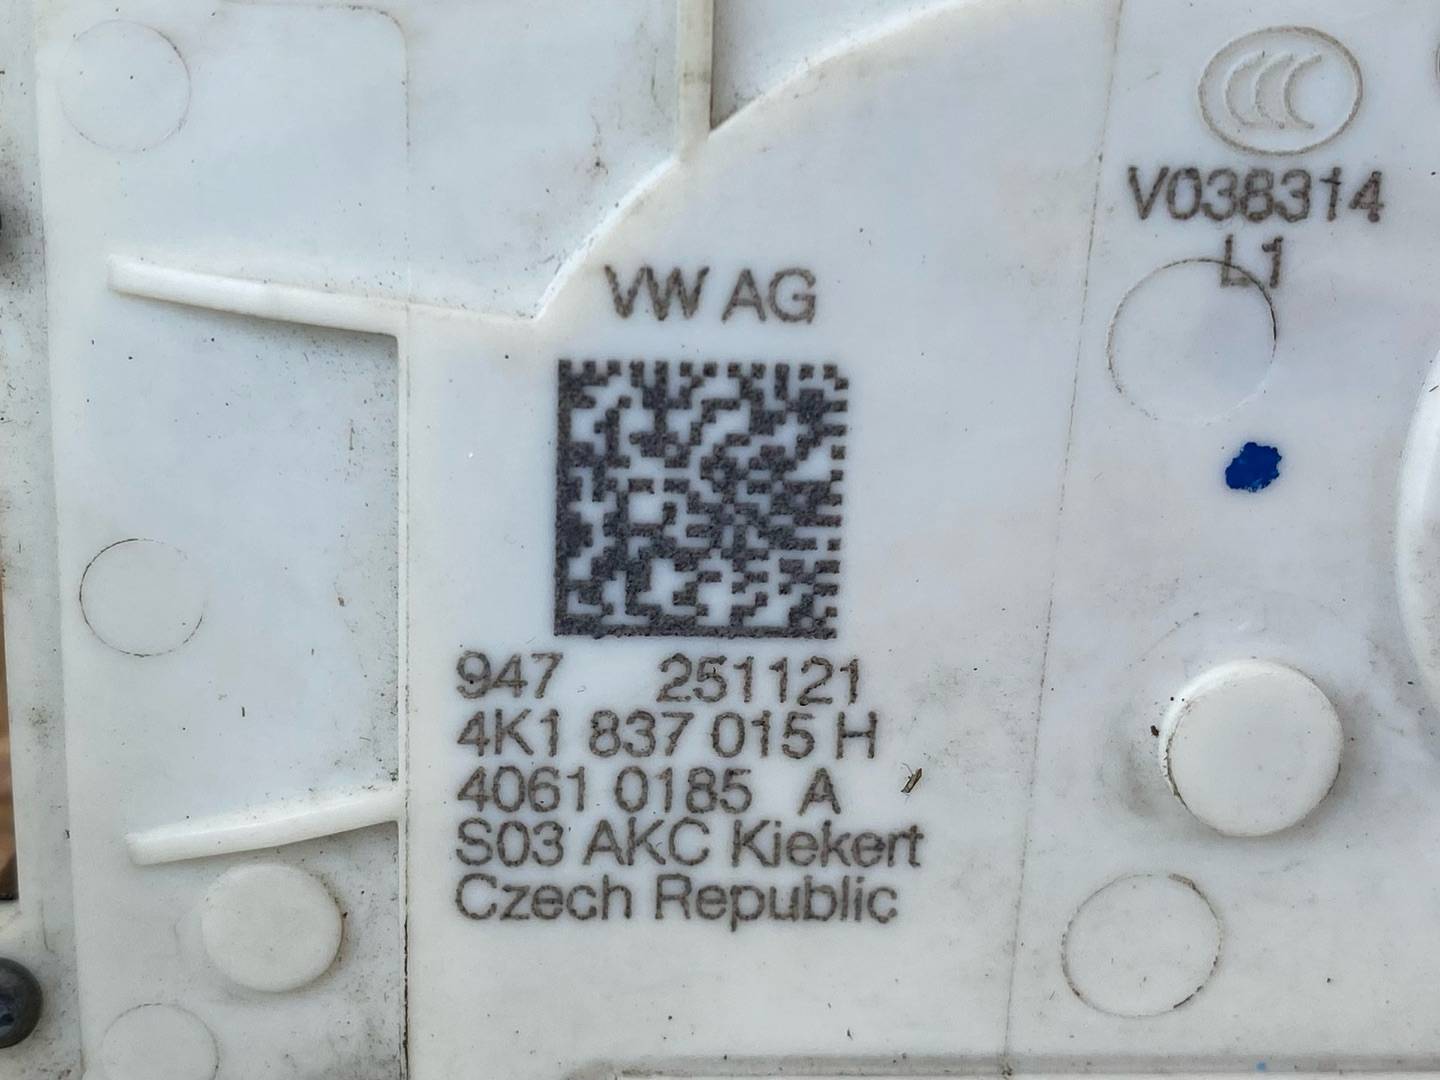 V038314
L1
VW AG
947 251121
4K1 837 015 H
4061 0185 A
S03 AKC Kiekert
Czech Republic